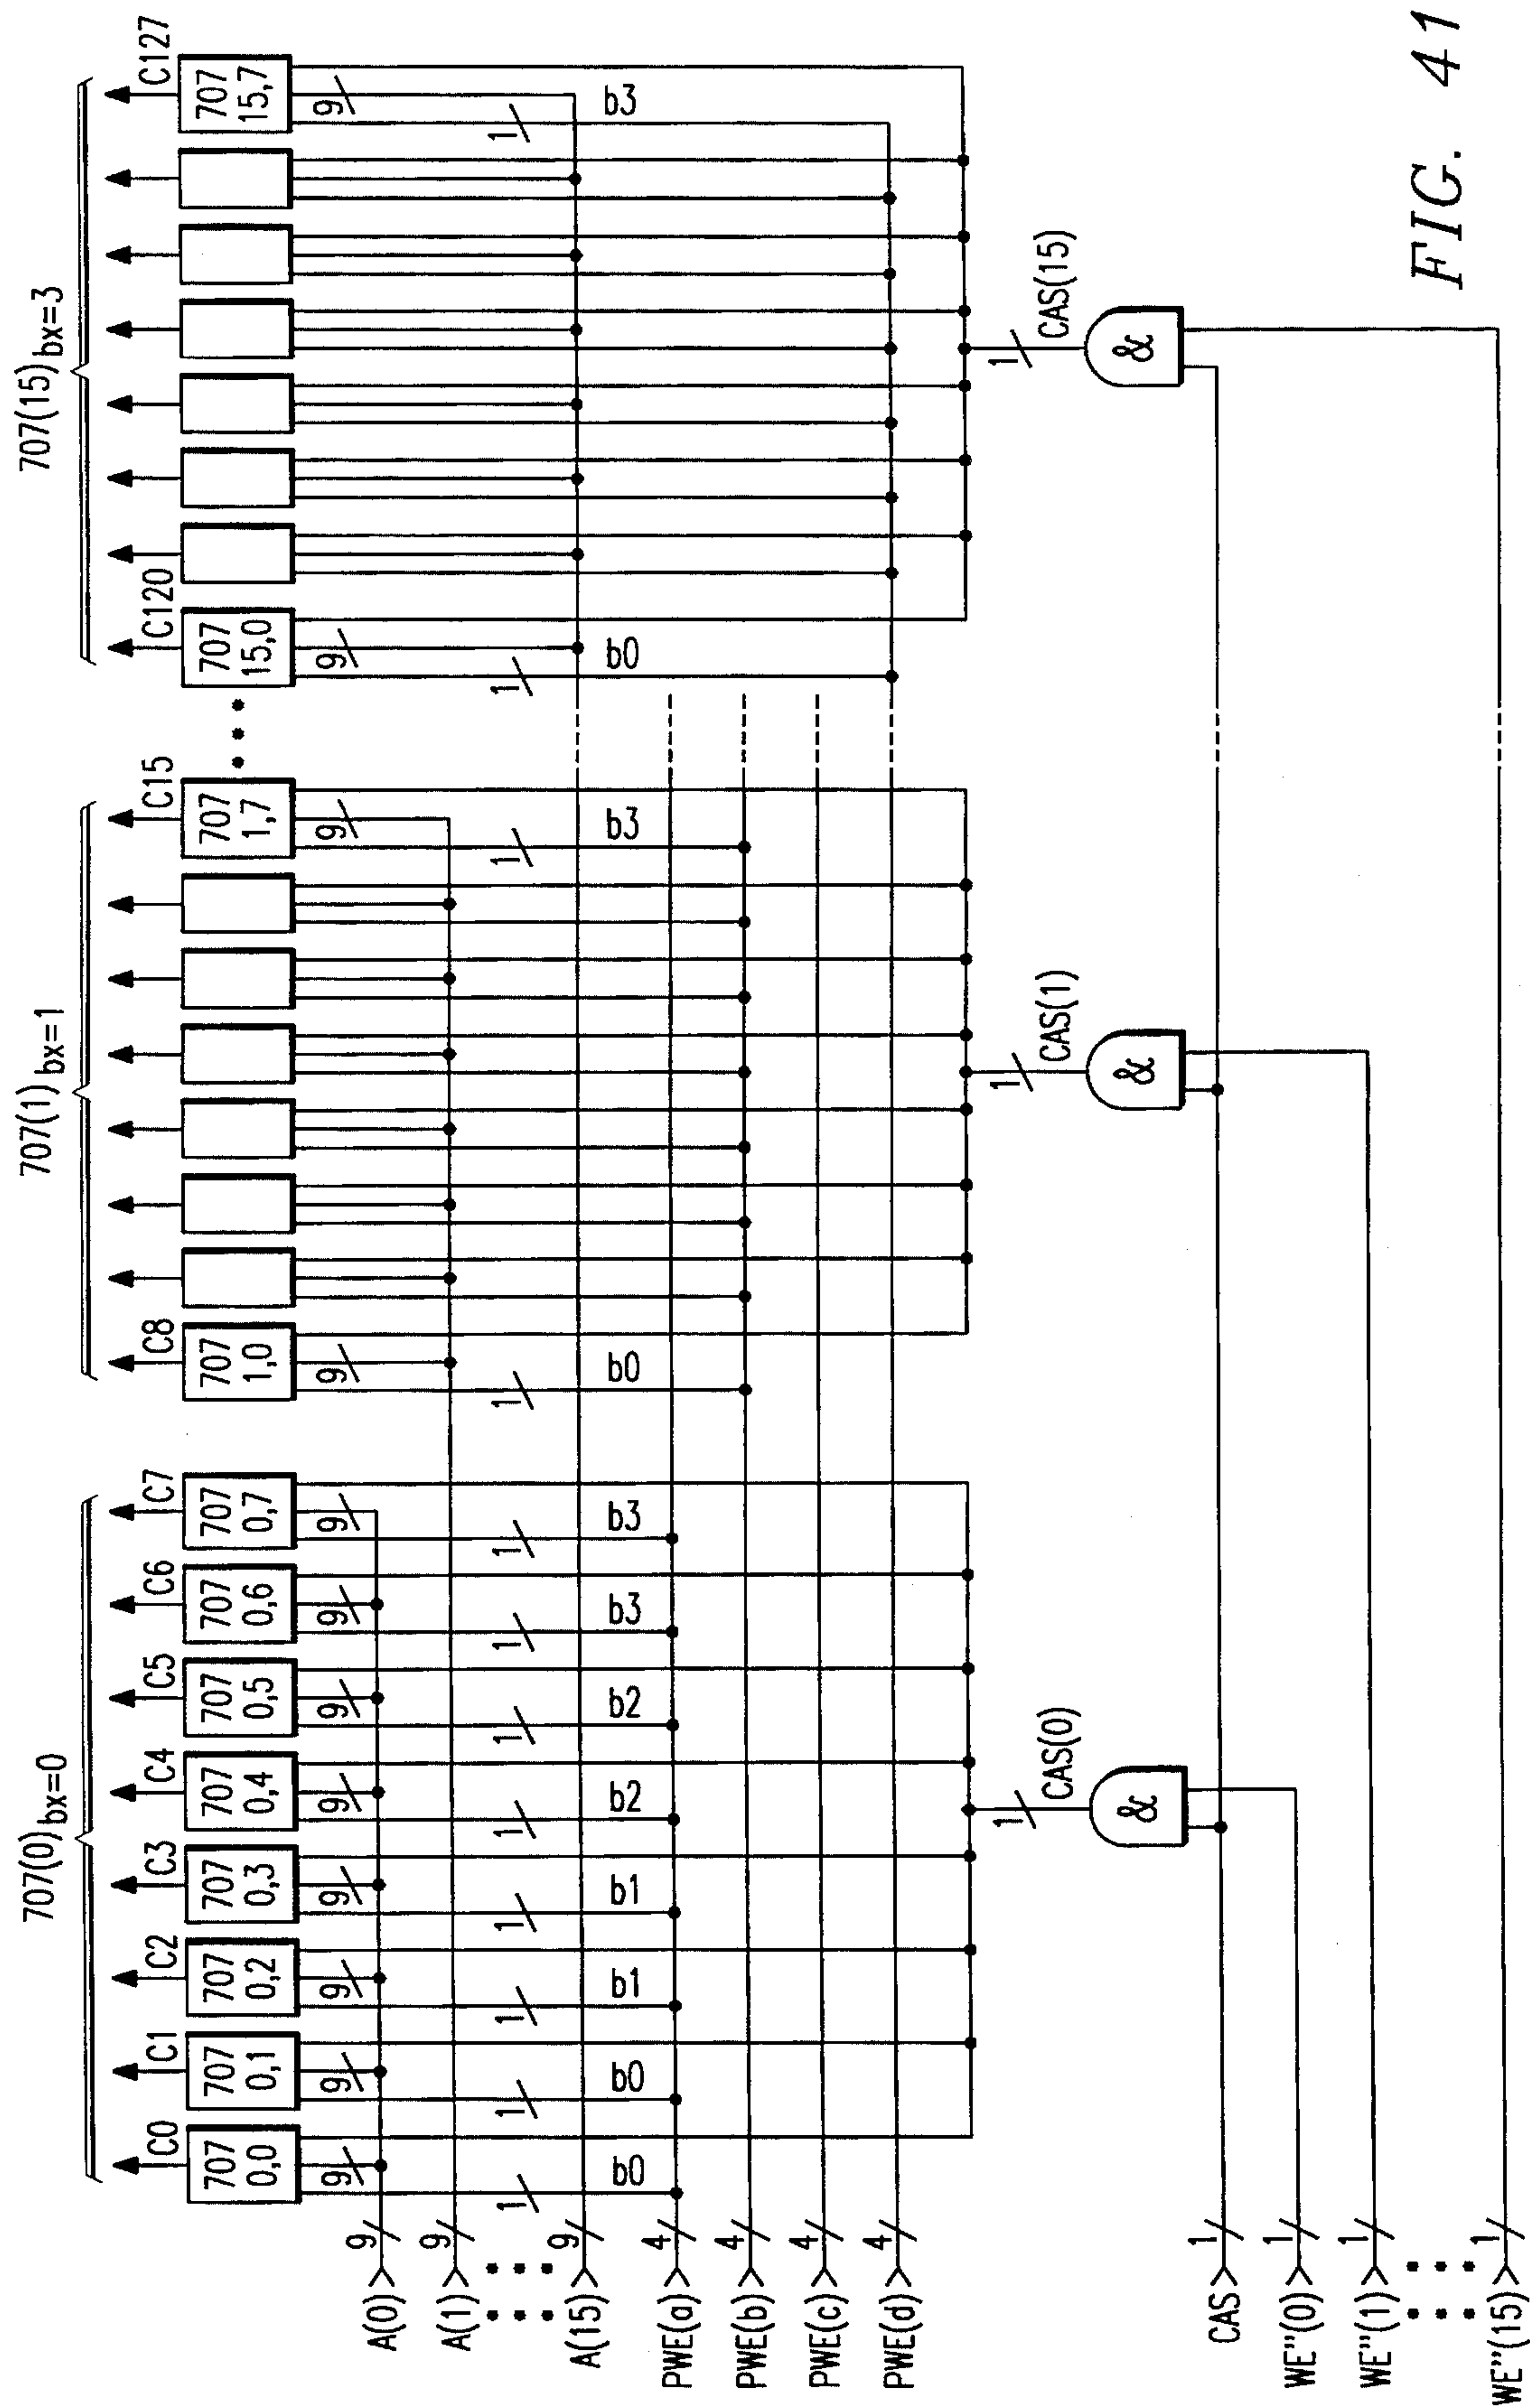 707(0)bx=0
707(1)bx=1
707(15)bx=3
C0 C1 C2 C3 C4 C5 C6 C7 C8 C15 C120 C127
707 0,0
707 0,1
707 0,2
707 0,3
707 0,4
707 0,5
707 0,6
707 0,7
707 1,0
707 1,7
707 15,0
707 15,7
9 9 9 9 9 9 9 9 9 9 9 9
A(0) 9
A(1) 9
A(15) 9
1 1 1 1 1 1 1 1 1 1 1 1
b0 b0 b1 b1 b2 b2 b3 b3 b0 b3 b0 b3
PWE(a) 4
PWE(b) 4
PWE(c) 4
PWE(d) 4
1 CAS(0)
1 CAS(1)
1 CAS(15)
& & &
CAS 1
WE"(0) 1
WE"(1) 1
WE"(15) 1
FIG. 41